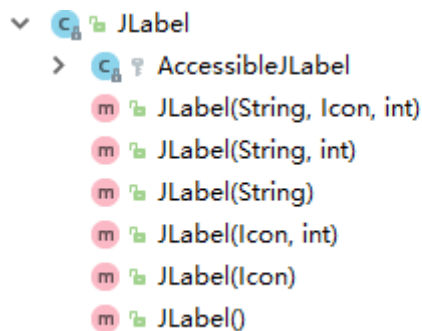 JLabel
AccessibleJLabel
JLabel(String, Icon, int)
JLabel(String, int)
JLabel(String)
JLabel(Icon, int)
JLabel(Icon)
JLabel()